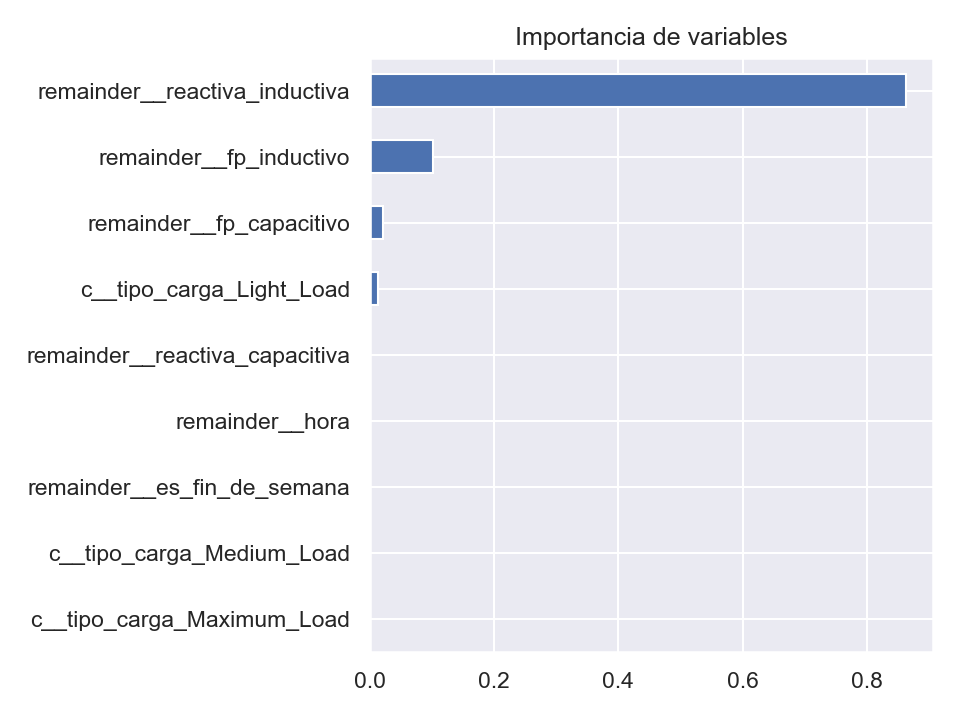 Importancia de variables
remainder__reactiva_inductiva
remainder__fp_inductivo
remainder__fp_capacitivo
c__tipo_carga_Light_Load
remainder__reactiva_capacitiva
remainder__hora
remainder__es_fin_de_semana
c__tipo_carga_Medium_Load
c__tipo_carga_Maximum_Load
0.0 0.2 0.4 0.6 0.8